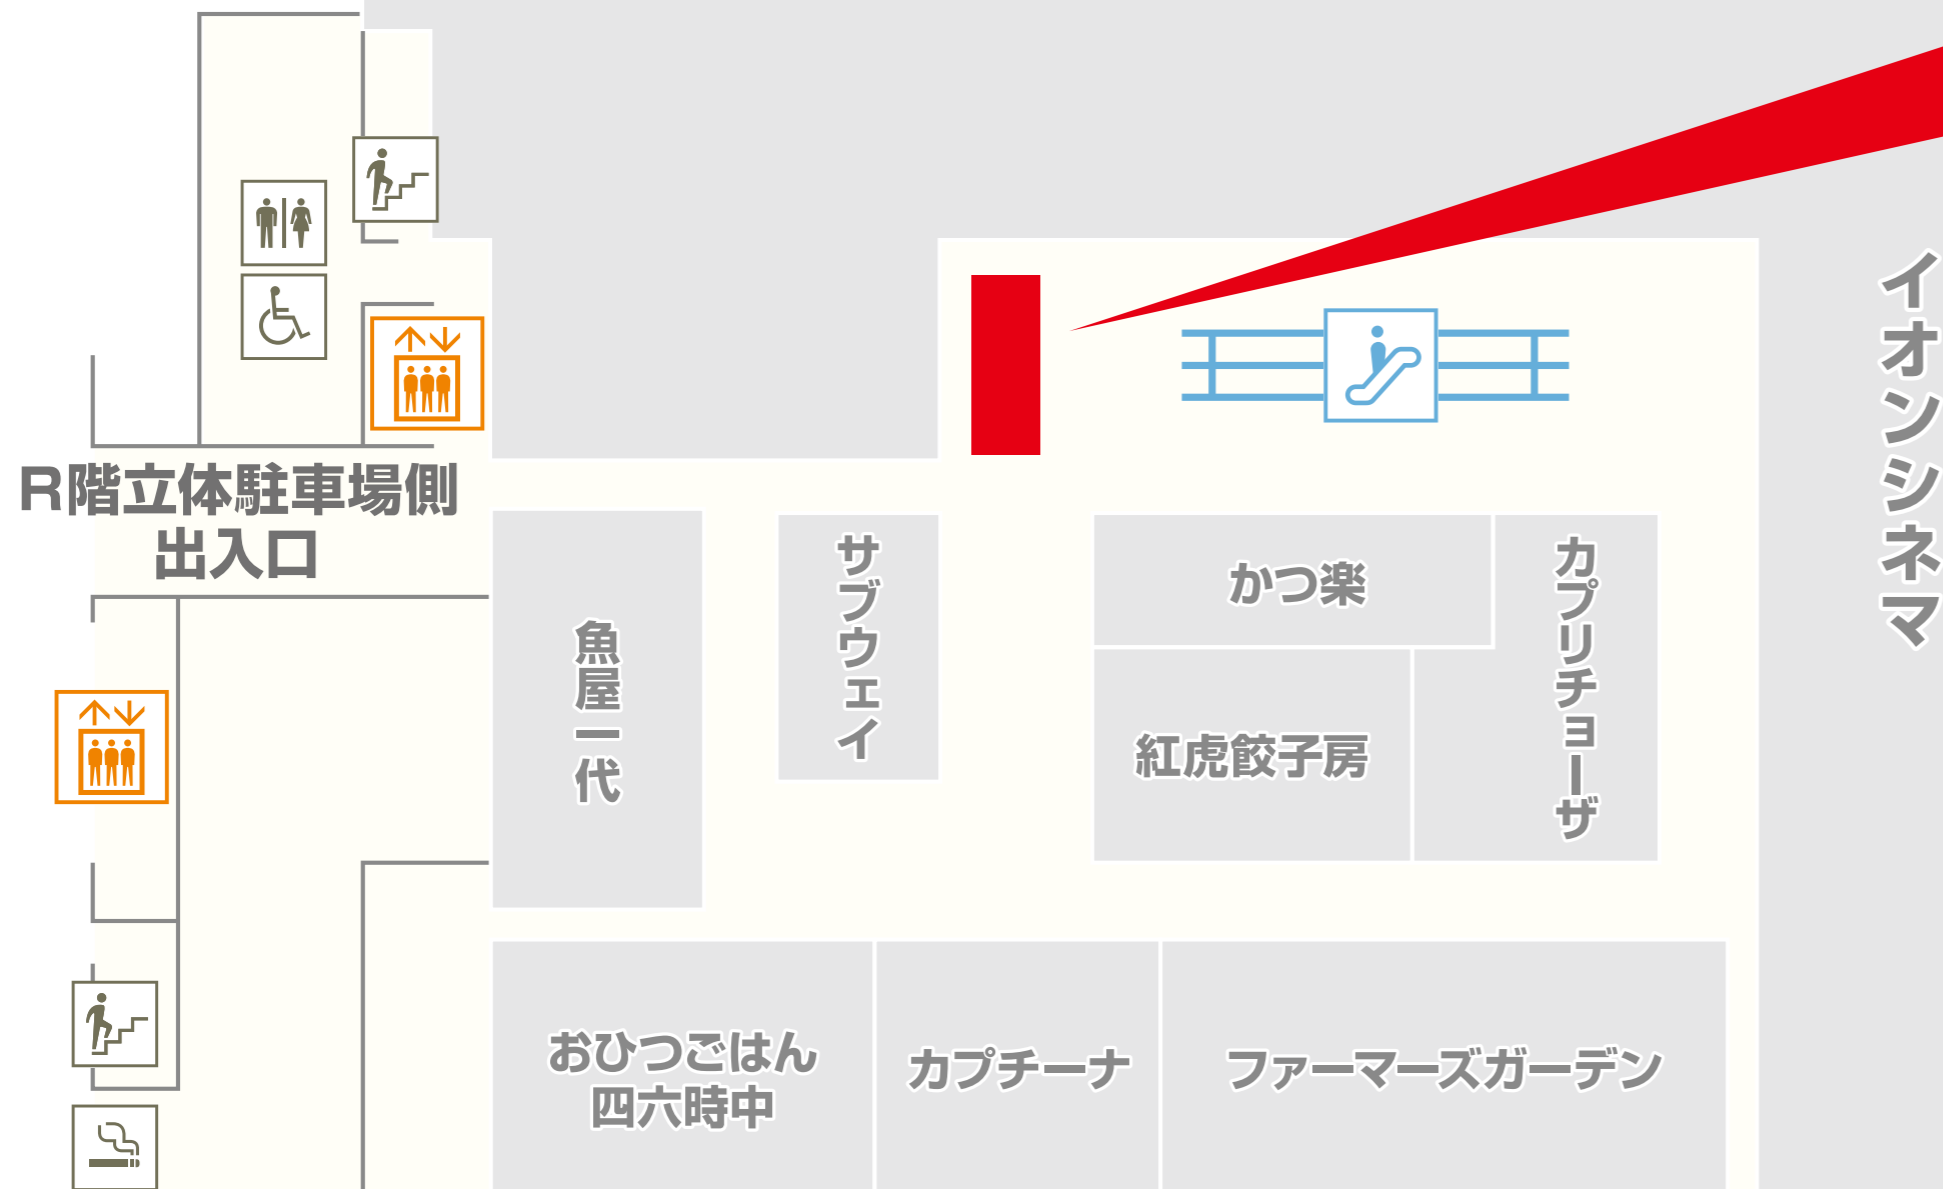 イオンシネマ
R階立体駐車場側
出入口
魚屋一代
サブウェイ
かつ楽
カプリチョーザ
紅虎餃子房
おひつごはん
四六時中
カプチーナ
ファーマーズガーデン